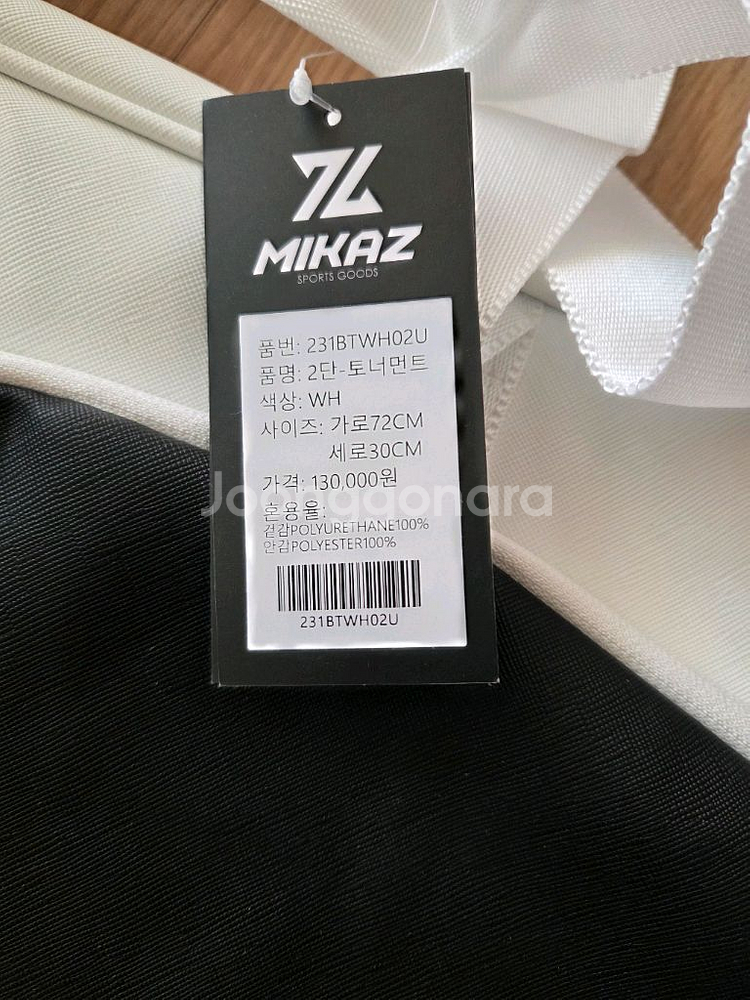 MIKAZ
SPORTS GOODS
품번: 231BTWH02U
품명: 2단-토너먼트
색상: WH
사이즈: 가로72CM
세로30CM
가격: 130,000원
Joonggonara
혼용율:
겉감POLYURETHANE100%
안감POLYESTER100%
231BTWH02U